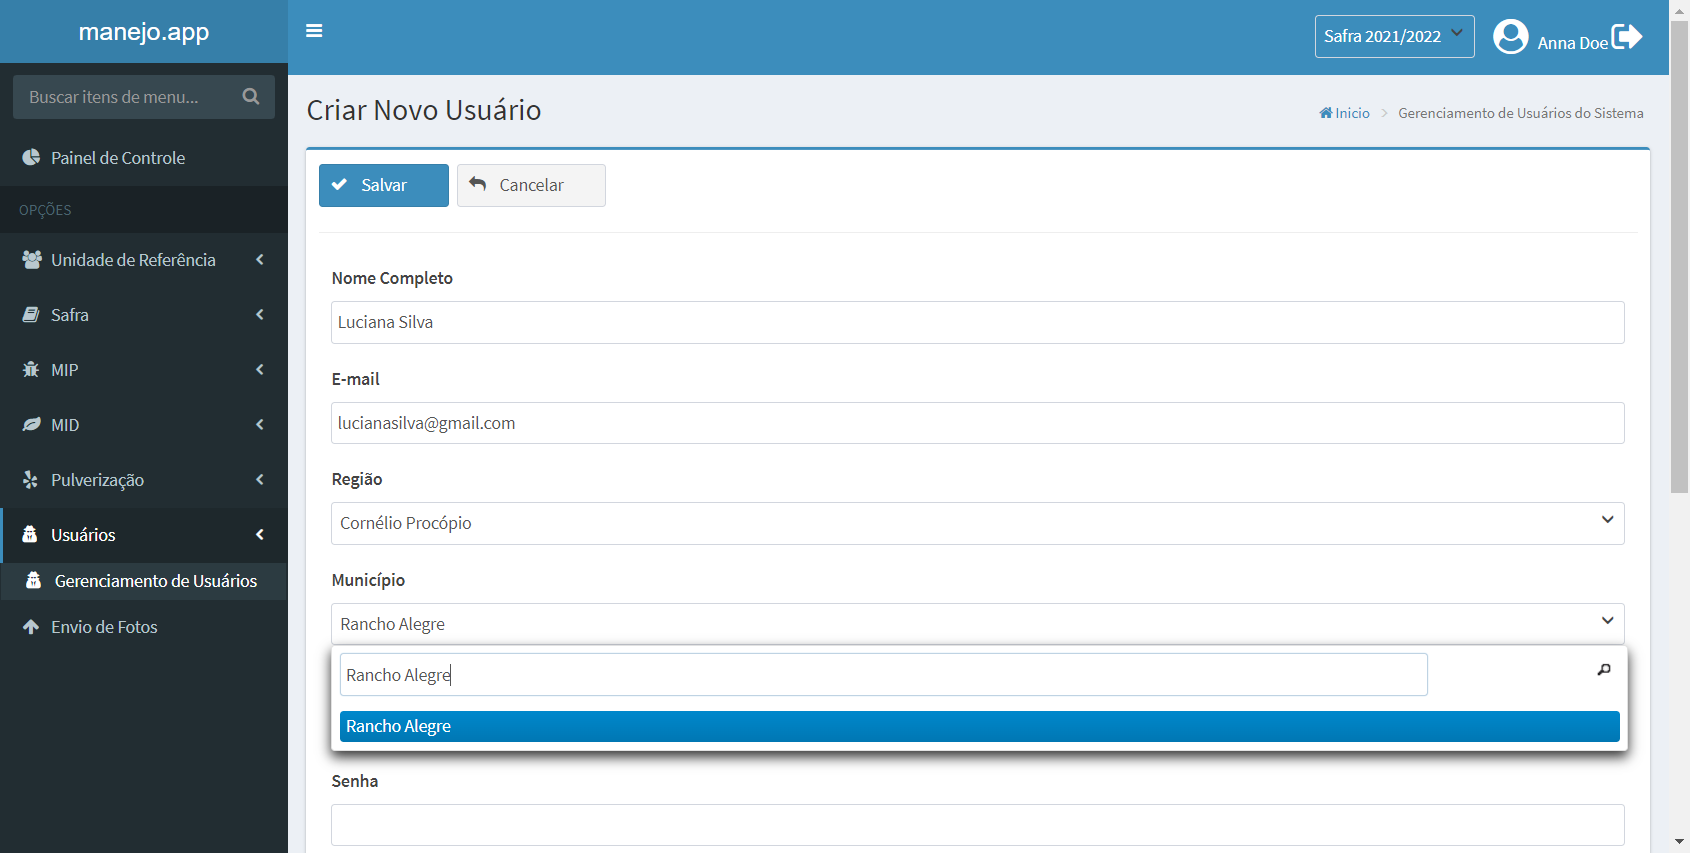 manejo.app
Safra 2021/2022
Anna Doe
Buscar itens de menu...
Criar Novo Usuário
Inicio > Gerenciamento de Usuários do Sistema
Painel de Controle
Salvar
Cancelar
OPÇÕES
Unidade de Referência
Safra
MIP
MID
Pulverização
Usuários
Gerenciamento de Usuários
Envio de Fotos
Nome Completo
Luciana Silva
E-mail
lucianasilva@gmail.com
Região
Cornélio Procópio
Município
Rancho Alegre
Rancho Alegre
Rancho Alegre
Senha